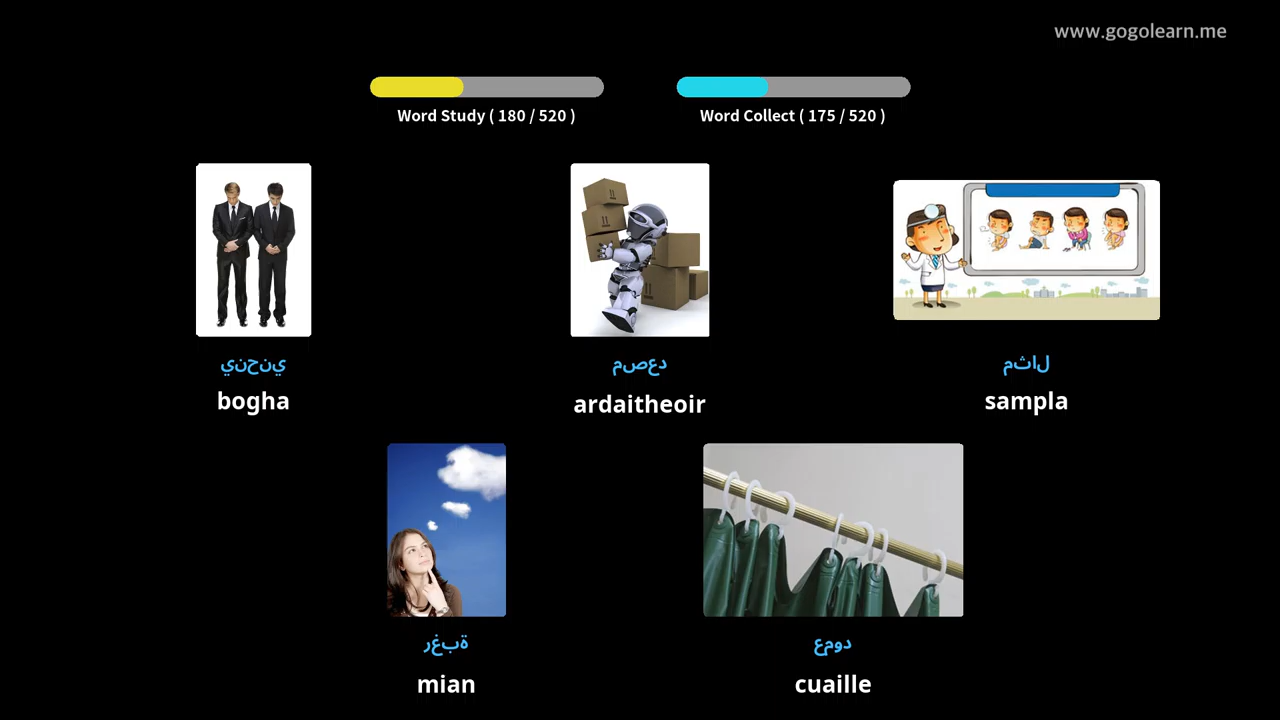 www.gogolearn.me
Word Study ( 180 / 520 )
Word Collect ( 175 / 520 )
ينحني
bogha
مصعد
ardaitheoir
مثال
sampla
رغبة
mian
عمود
cuaille